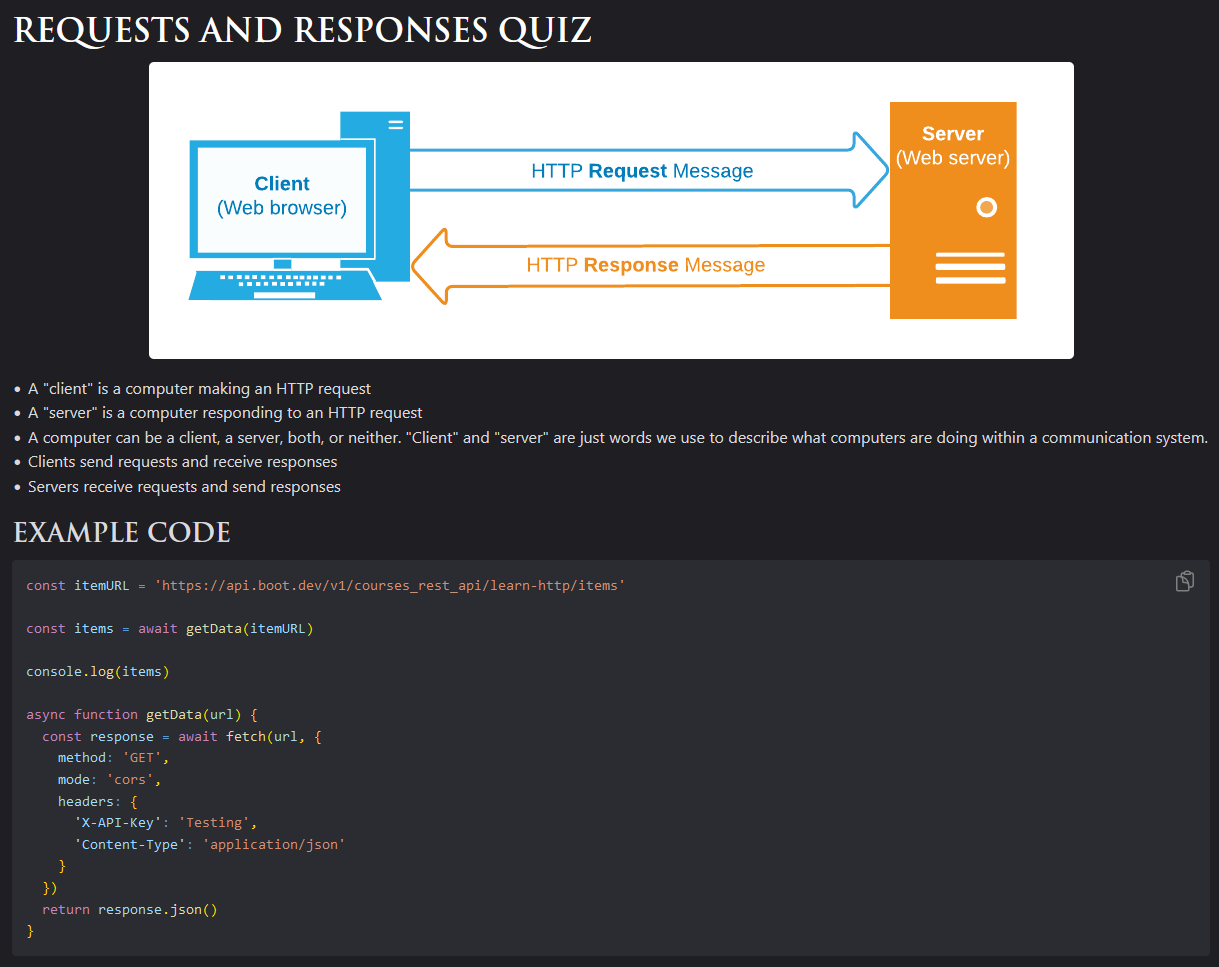 REQUESTS AND RESPONSES QUIZ
Client
(Web browser)
HTTP Request Message
HTTP Response Message
Server
(Web server)
• A "client" is a computer making an HTTP request
• A "server" is a computer responding to an HTTP request
• A computer can be a client, a server, both, or neither. "Client" and "server" are just words we use to describe what computers are doing within a communication system.
• Clients send requests and receive responses
• Servers receive requests and send responses
EXAMPLE CODE
const itemURL = 'https://api.boot.dev/v1/courses_rest_api/learn-http/items'
const items = await getData(itemURL)
console.log(items)
async function getData(url) {
  const response = await fetch(url, {
    method: 'GET',
    mode: 'cors',
    headers: {
      'X-API-Key': 'Testing',
      'Content-Type': 'application/json'
    }
  })
  return response.json()
}